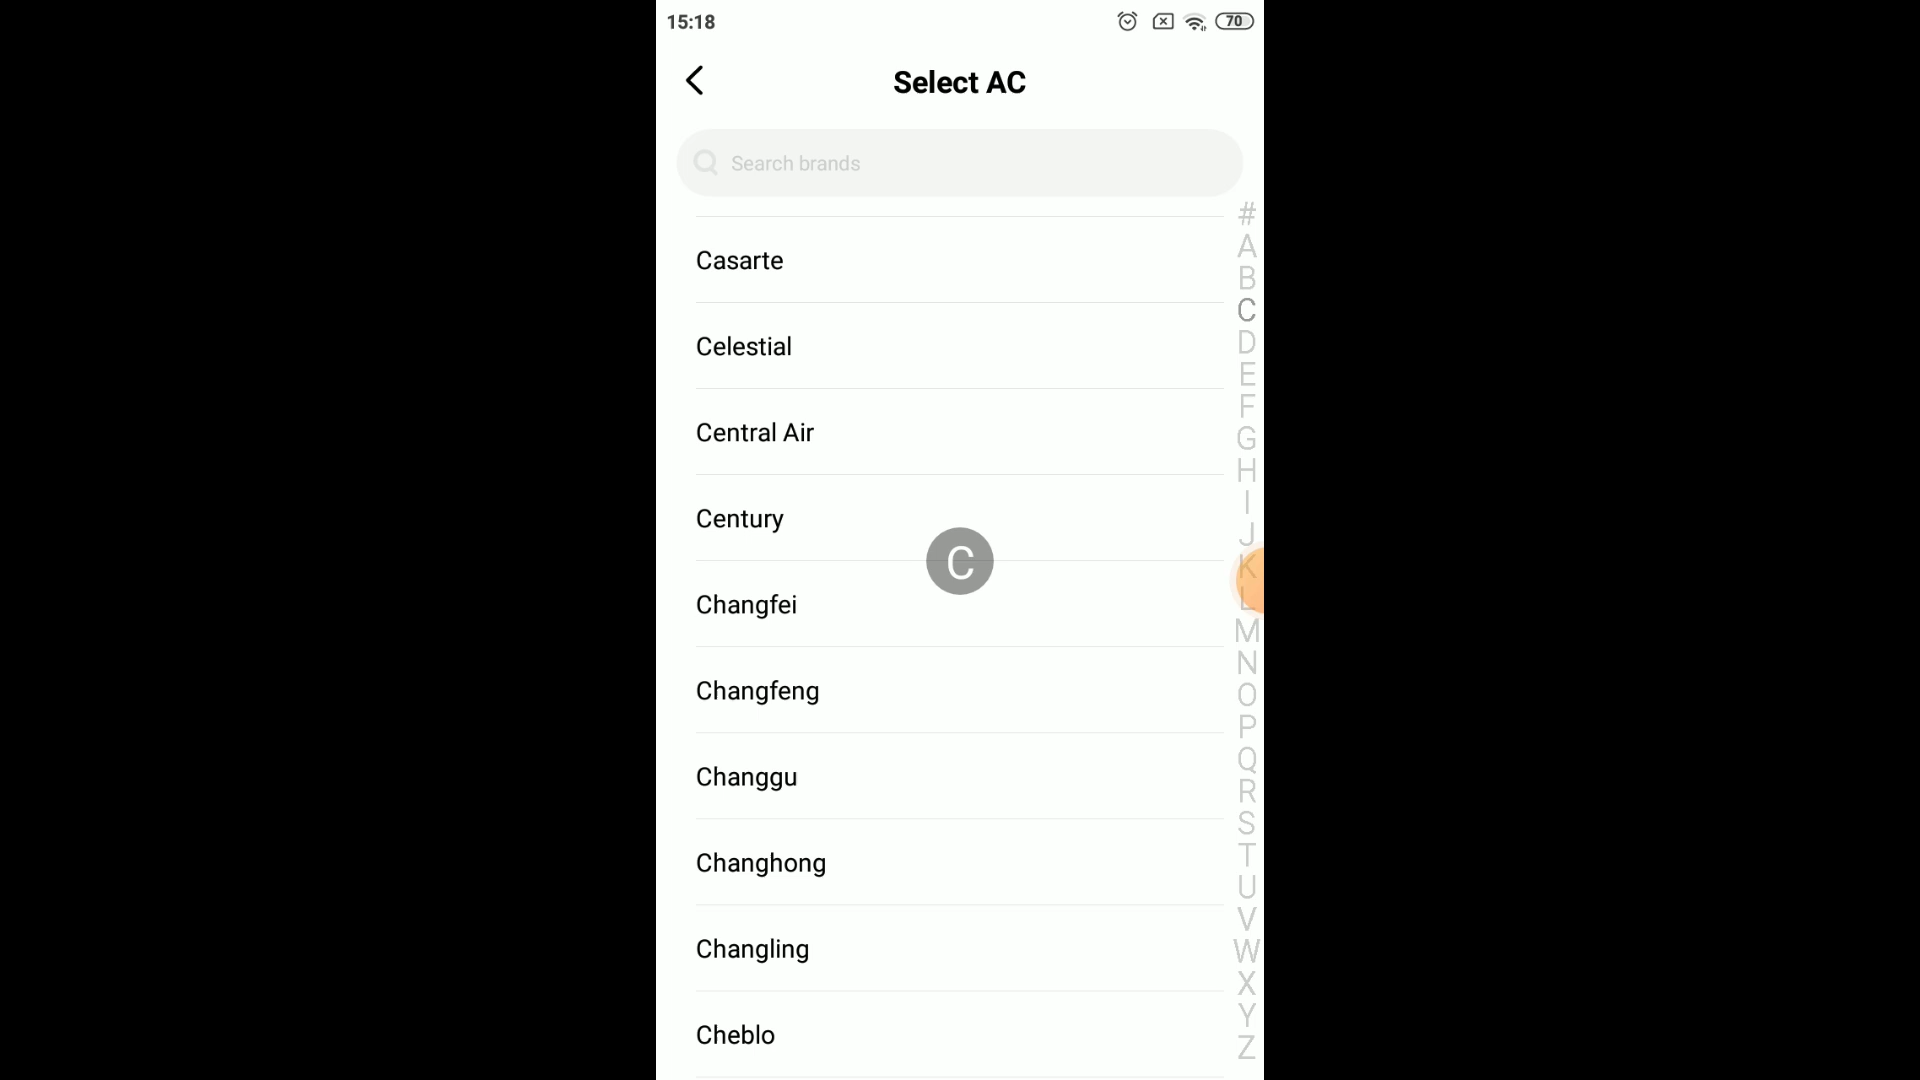 15:18
70
Select AC
Search brands
Casarte
Celestial
Central Air
Century
C
Changfei
Changfeng
Changgu
Changhong
Changling
Cheblo
#
A
B
C
D
E
F
G
H
I
J
K
L
M
N
O
P
Q
R
S
T
U
V
W
X
Y
Z